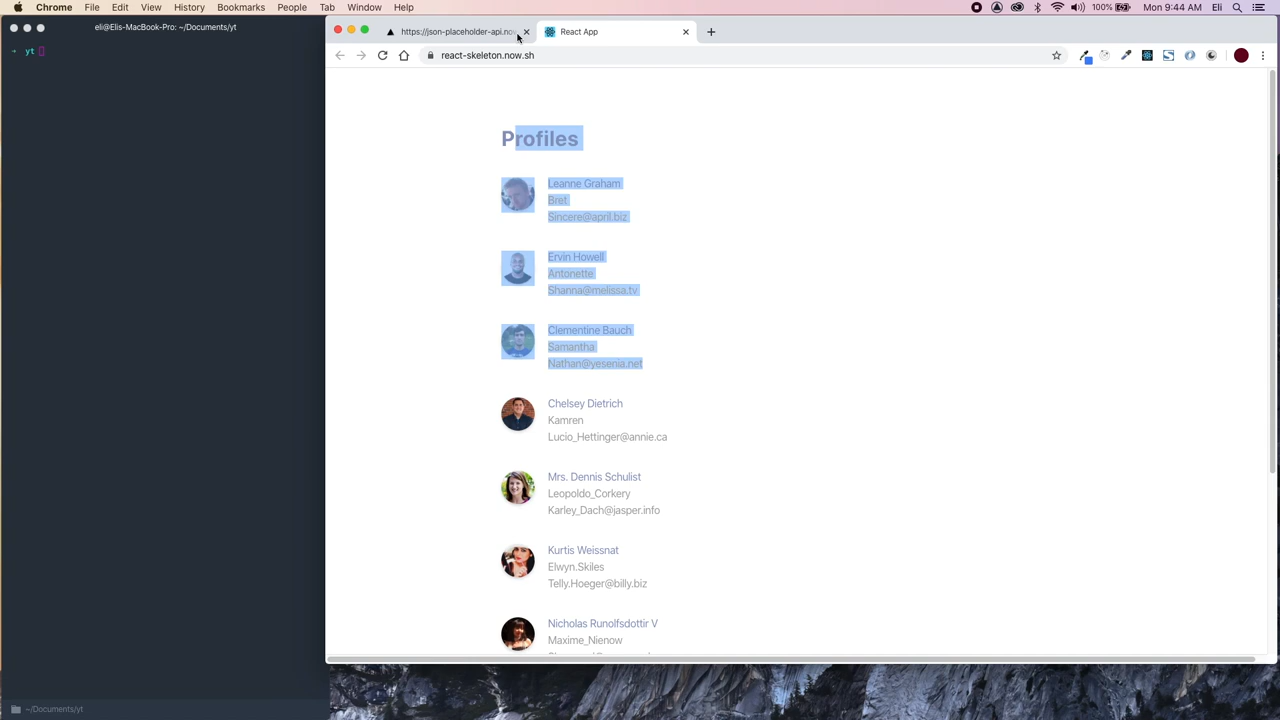 Chrome File Edit View History Bookmarks People Tab Window Help
100% Mon 9:44 AM Eli
eli@Elis-MacBook-Pro: ~/Documents/yt
https://json-placeholder-api.now
React App
→ yt
react-skeleton.now.sh
Profiles
Leanne Graham
Bret
Sincere@april.biz
Ervin Howell
Antonette
Shanna@melissa.tv
Clementine Bauch
Samantha
Nathan@yesenia.net
Chelsey Dietrich
Kamren
Lucio_Hettinger@annie.ca
Mrs. Dennis Schulist
Leopoldo_Corkery
Karley_Dach@jasper.info
Kurtis Weissnat
Elwyn.Skiles
Telly.Hoeger@billy.biz
Nicholas Runolfsdottir V
Maxime_Nienow
~/Documents/yt